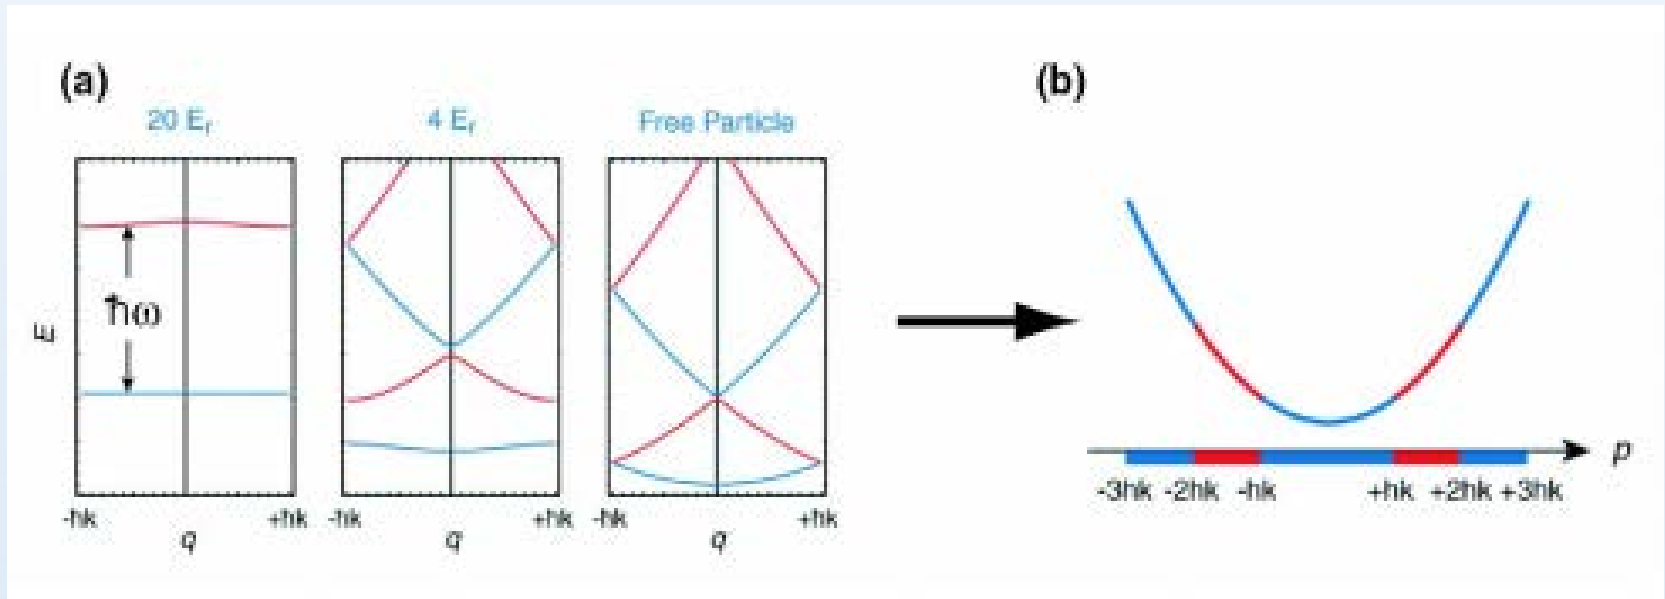 (a)
20 Eᵣ
4 Eᵣ
Free Particle
E
ħω
-ħk
+ħk
q
-ħk
+ħk
q
-ħk
+ħk
q
(b)
p
-3ħk -2ħk -ħk +ħk +2ħk +3ħk